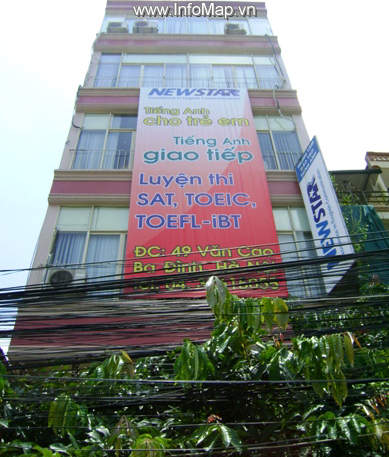 www.InfoMap.vn
NEWSTAR
Tiếng Anh
cho trẻ em
Tiếng Anh
giao tiếp
Luyện thi
SAT, TOEIC,
TOEFL-iBT
ĐC: 49 Văn Cao
Ba Đình, Hà Nội
NEWSTAR